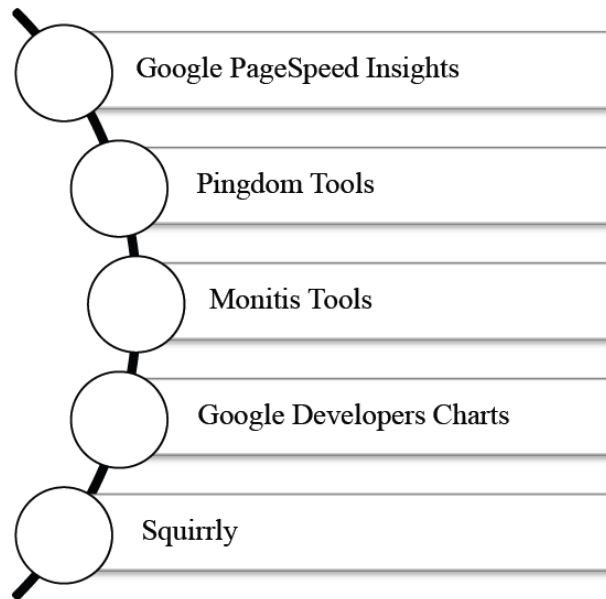 Google PageSpeed Insights
Pingdom Tools
Monitis Tools
Google Developers Charts
Squirrly